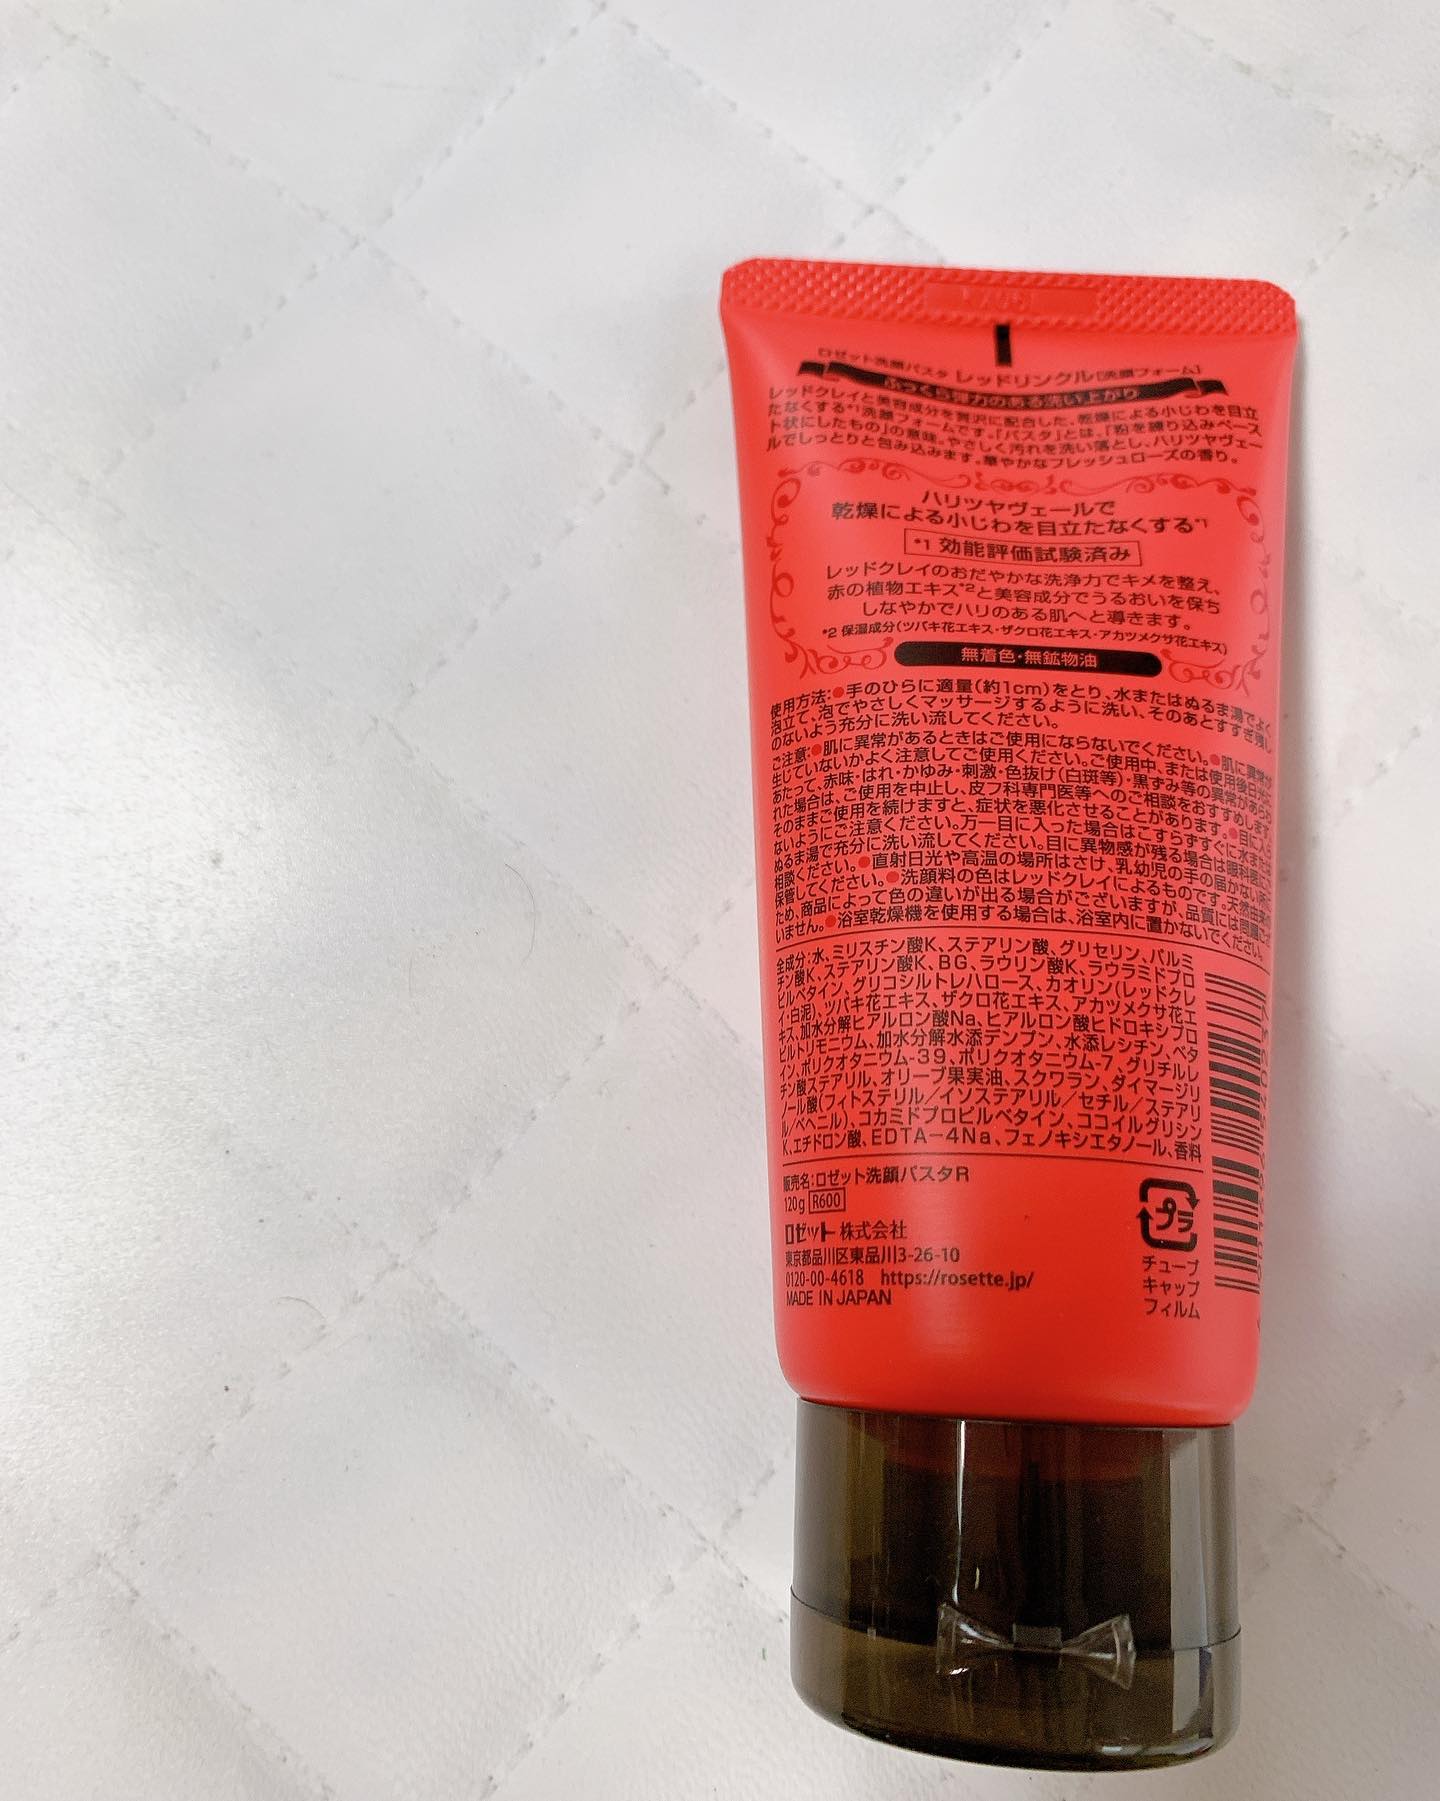 ロゼット洗顔パスタ レッドリンクル[洗顔フォーム]
ふっくら弾力のある洗い上がり
レッドクレイと美容成分を贅沢に配合した、乾燥による小じわを目立
たなくする*1洗顔フォームです。「パスタ」とは、「粉を練り込みペース
ト状にしたもの」の意味。やさしく汚れを洗い落とし、ハリツヤヴェー
ルでしっとりと包み込みます。華やかなフレッシュローズの香り。
ハリツヤヴェールで
乾燥による小じわを目立たなくする*1
*1 効能評価試験済み
レッドクレイのおだやかな洗浄力でキメを整え、
赤の植物エキス*2と美容成分でうるおいを保ち
しなやかでハリのある肌へと導きます。
*2 保湿成分(ツバキ花エキス・ザクロ花エキス・アカツメクサ花エキス)
無着色・無鉱物油
使用方法:●手のひらに適量(約1cm)をとり、水またはぬるま湯でよく
泡立て、泡でやさしくマッサージするように洗い、そのあとすすぎ残し
のないよう充分に洗い流してください。
ご注意:●肌に異常があるときはご使用にならないでください。●肌に異常が
生じていないかよく注意してご使用ください。ご使用中、または使用後日光に
あたって、赤味・はれ・かゆみ・刺激・色抜け(白斑等)・黒ずみ等の異常があらわ
れた場合は、ご使用を中止し、皮フ科専門医等へのご相談をおすすめします。
そのままご使用を続けますと、症状を悪化させることがあります。●目に入ら
ないようにご注意ください。万一目に入った場合はこすらずすぐに水または
ぬるま湯で充分に洗い流してください。目に異物感が残る場合は眼科医にご
相談ください。●直射日光や高温の場所はさけ、乳幼児の手の届かない所に
保管してください。●洗顔料の色はレッドクレイによるものです。天然由来の
ため、商品によって色の違いが出る場合がございますが、品質には問題ござ
いません。●浴室乾燥機を使用する場合は、浴室内に置かないでください。
全成分:水、ミリスチン酸K、ステアリン酸、グリセリン、パルミ
チン酸K、ステアリン酸K、BG、ラウリン酸K、ラウラミドプロ
ピルベタイン、グリコシルトレハロース、カオリン(レッドクレ
イ・白泥)、ツバキ花エキス、ザクロ花エキス、アカツメクサ花エ
キス、加水分解ヒアルロン酸Na、ヒアルロン酸ヒドロキシプロ
ピルトリモニウム、加水分解水添デンプン、水添レシチン、ベタ
イン、ポリクオタニウム-39、ポリクオタニウム-7、グリチルレ
チン酸ステアリル、オリーブ果実油、スクワラン、ダイマージリ
ノール酸(フィトステリル/イソステアリル/セチル/ステアリ
ル/ベヘニル)、コカミドプロピルベタイン、ココイルグリシン
K、エチドロン酸、EDTA-4Na、フェノキシエタノール、香料
販売名:ロゼット洗顔パスタR
120g R600
ロゼット 株式会社
東京都品川区東品川3-26-10
0120-00-4618 https://rosette.jp/
MADE IN JAPAN
プラ
チューブ
キャップ
フィルム